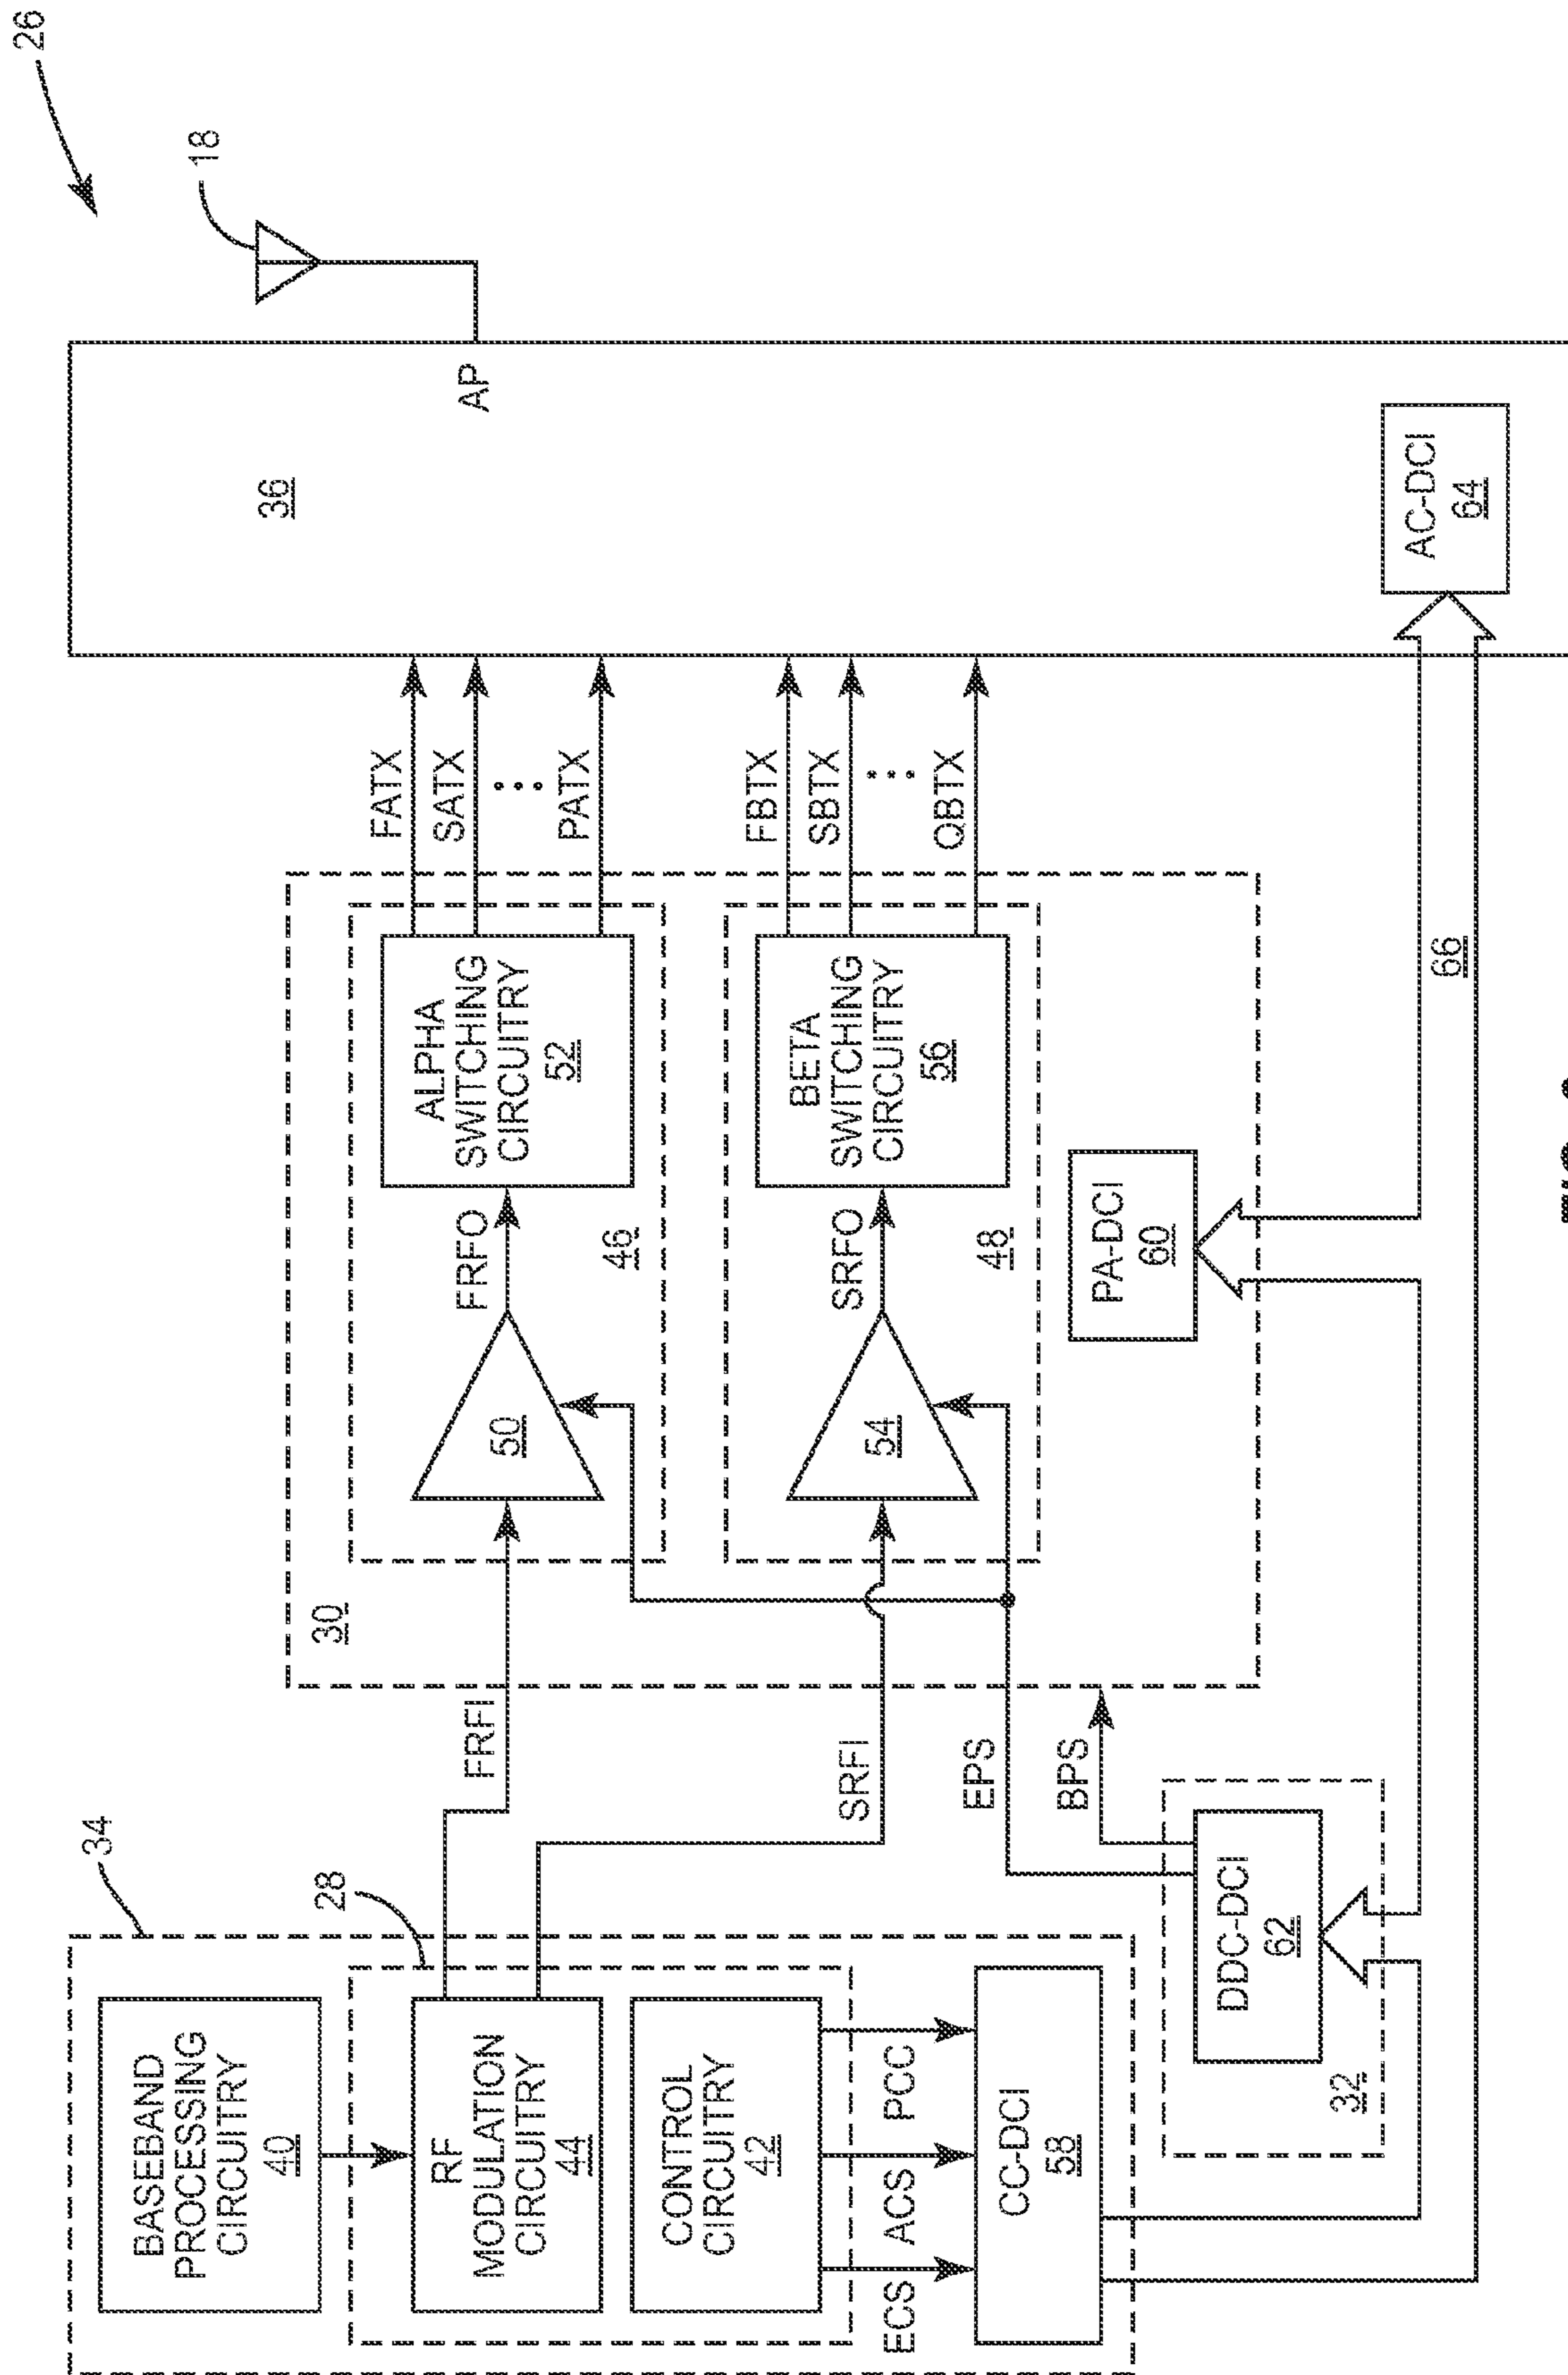 26
34
BASEBAND
PROCESSING
CIRCUITRY
40
28
RF
MODULATION
CIRCUITRY
44
CONTROL
CIRCUITRY
42
ECS
ACS
PCC
CC-DCI
58
FRFI
SRFI
EPS
BPS
DDC-DCI
62
32
30
50
FRFO
ALPHA
SWITCHING
CIRCUITRY
52
46
54
SRFO
BETA
SWITCHING
CIRCUITRY
56
48
PA-DCI
60
FATX
SATX
PATX
FBTX
SBTX
QBTX
36
AP
18
AC-DCI
64
66